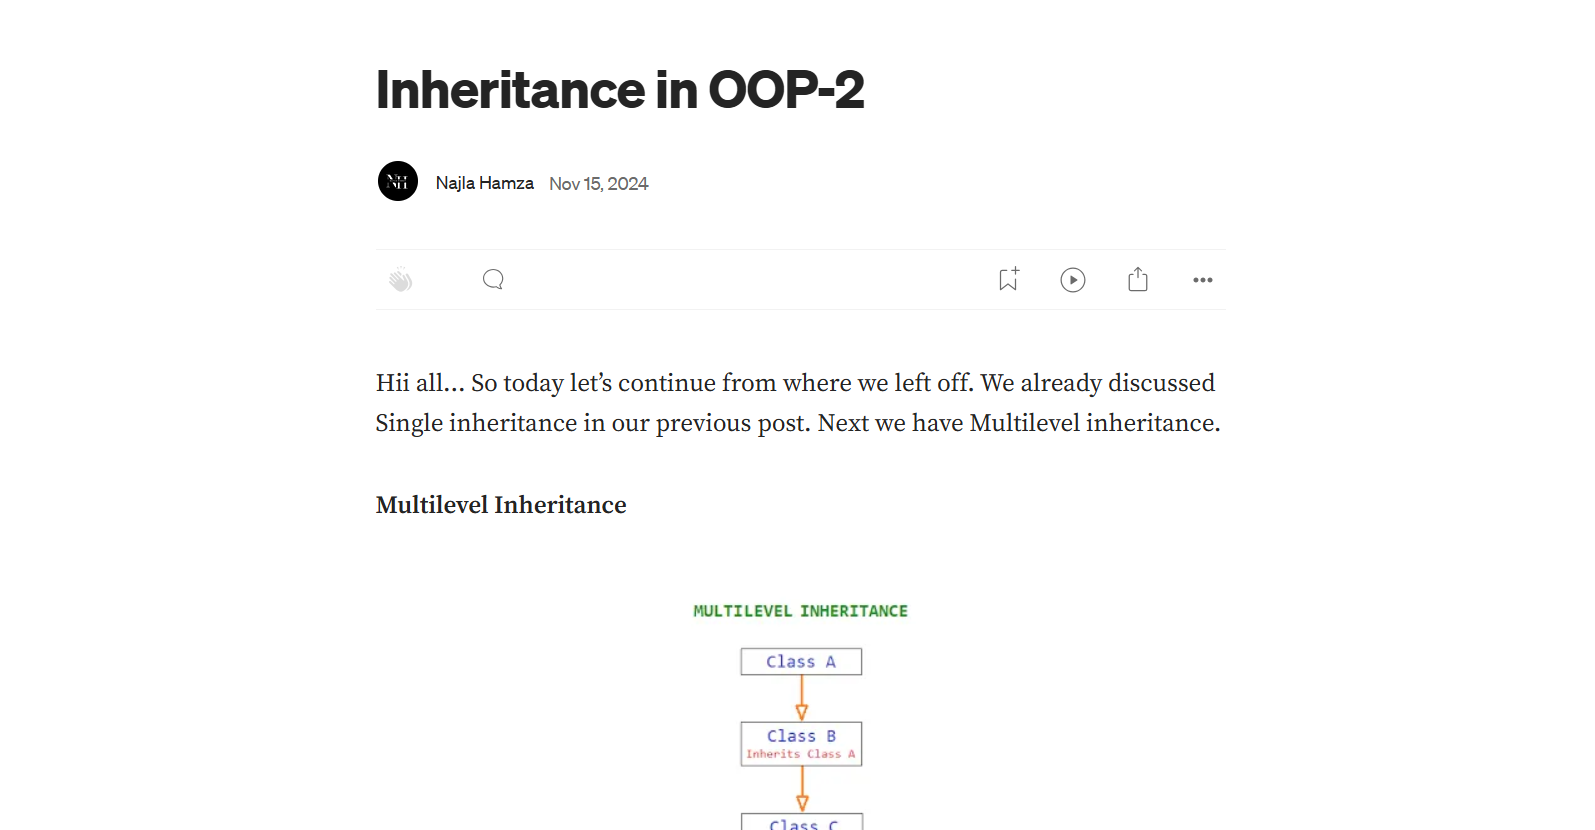 Inheritance in OOP-2
Najla Hamza Nov 15, 2024
Hii all… So today let’s continue from where we left off. We already discussed
Single inheritance in our previous post. Next we have Multilevel inheritance.
Multilevel Inheritance
MULTILEVEL INHERITANCE
Class A
Class B
Inherits Class A
Class C